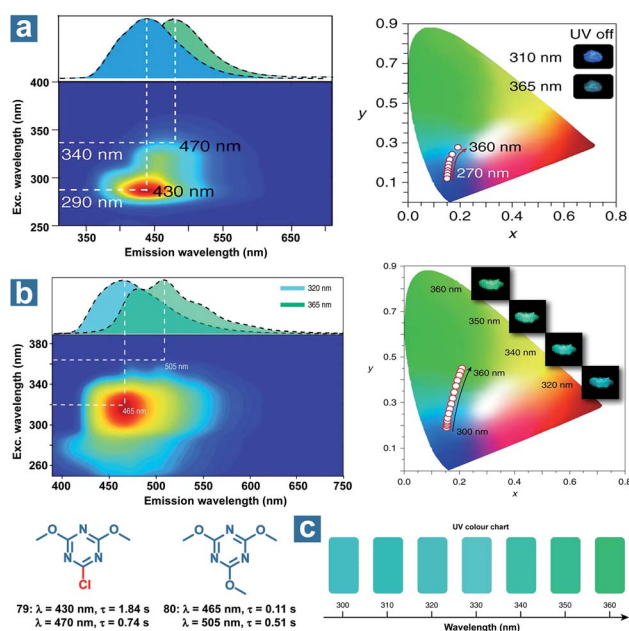 a
400
350
300
250
Exc. wavelength (nm)
340 nm
290 nm
470 nm
430 nm
350
450
550
650
Emission wavelength (nm)
0.9
0.7
0.5
0.3
0.1
y
UV off
310 nm
365 nm
360 nm
270 nm
0.0
0.2
0.4
0.6
0.8
x
b
320 nm
365 nm
380
340
300
260
Exc. wavelength (nm)
505 nm
465 nm
400
450
500
550
600
650
700
750
Emission wavelength (nm)
0.9
0.6
0.3
0.0
y
360 nm
350 nm
340 nm
320 nm
360 nm
300 nm
0.0
0.2
0.4
0.6
0.8
x
O N O
N N
Cl
79: λ = 430 nm, τ = 1.84 s
λ = 470 nm, τ = 0.74 s
O N O
N N
O
80: λ = 465 nm, τ = 0.11 s
λ = 505 nm, τ = 0.51 s
c
UV colour chart
300 310 320 330 340 350 360
Wavelength (nm)